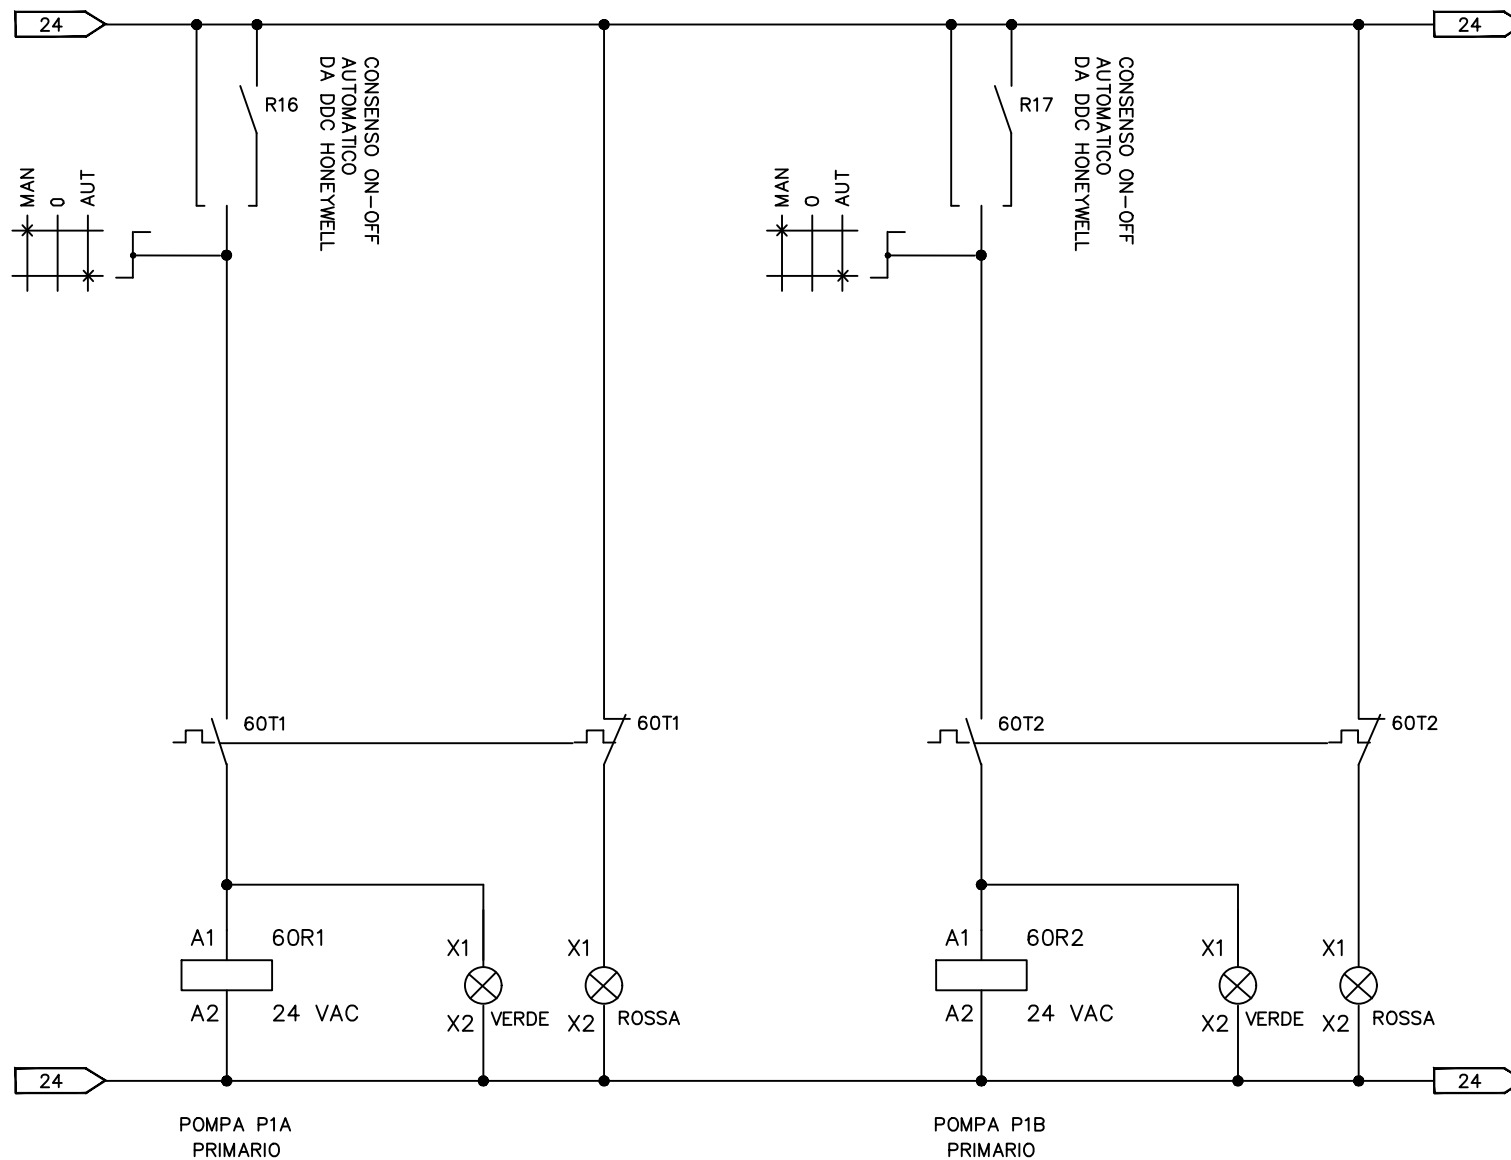 24
24
R16
CONSENSO ON-OFF
AUTOMATICO
DA DDC HONEYWELL
MAN
0
AUT
R17
CONSENSO ON-OFF
AUTOMATICO
DA DDC HONEYWELL
MAN
0
AUT
60T1
60T1
60T2
60T2
A1
60R1
X1
X1
A2
24 VAC
X2
VERDE
X2
ROSSA
A1
60R2
X1
X1
A2
24 VAC
X2
VERDE
X2
ROSSA
24
24
POMPA P1A
PRIMARIO
POMPA P1B
PRIMARIO